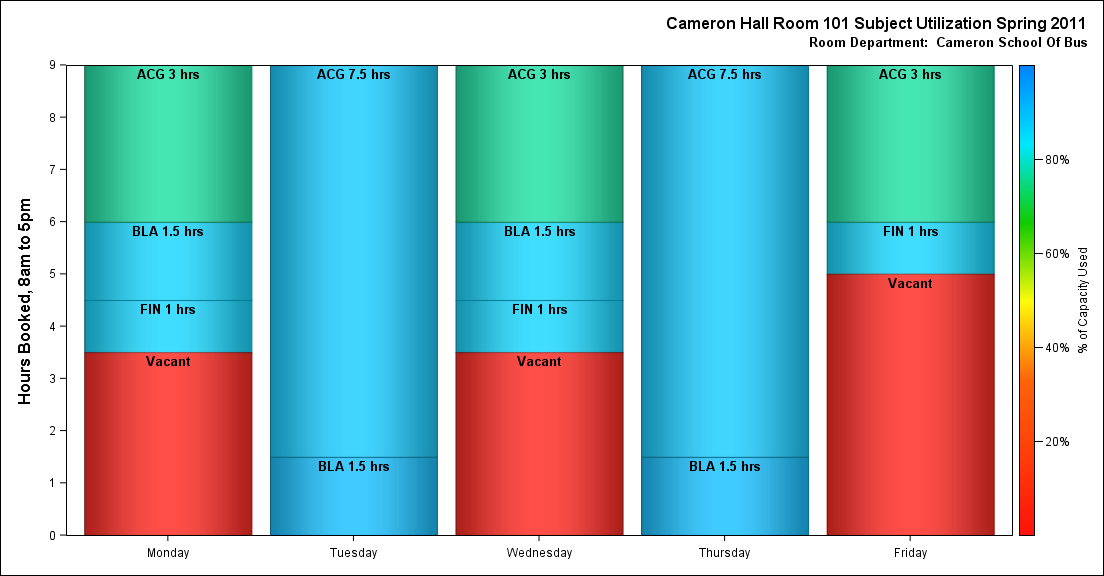 Cameron Hall Room 101 Subject Utilization Spring 2011
Room Department:  Cameron School Of Bus
Hours Booked, 8am to 5pm
9
8
7
6
5
4
3
2
1
0
ACG 3 hrs
BLA 1.5 hrs
FIN 1 hrs
Vacant
Monday
ACG 7.5 hrs
BLA 1.5 hrs
Tuesday
ACG 3 hrs
BLA 1.5 hrs
FIN 1 hrs
Vacant
Wednesday
ACG 7.5 hrs
BLA 1.5 hrs
Thursday
ACG 3 hrs
FIN 1 hrs
Vacant
Friday
80%
60%
40%
20%
% of Capacity Used